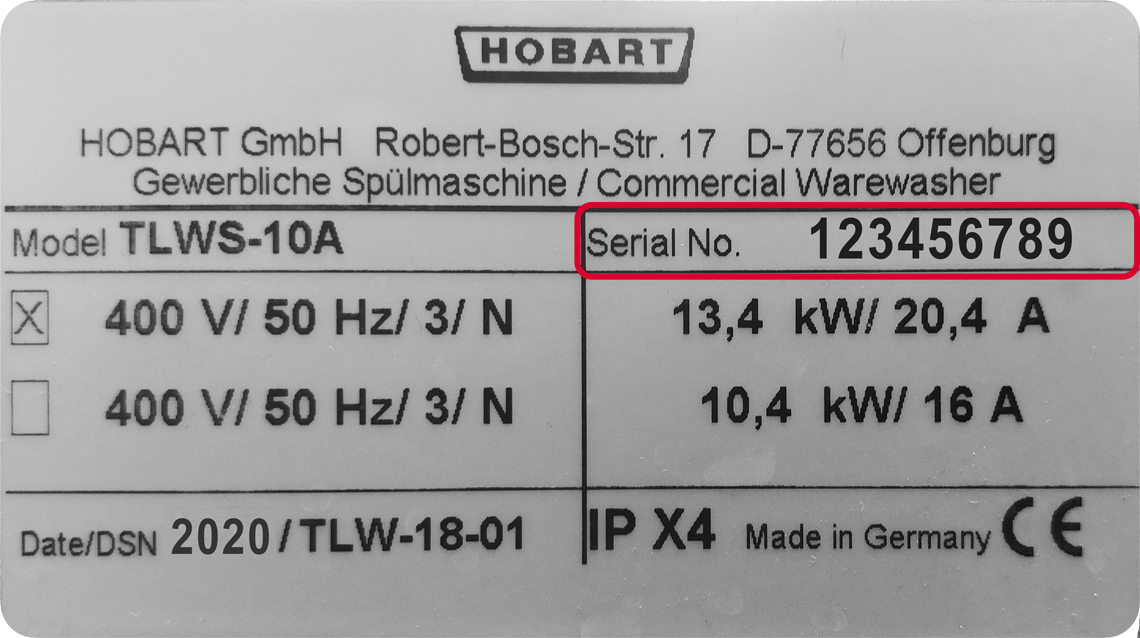 HOBART
HOBART GmbH Robert-Bosch-Str. 17 D-77656 Offenburg
Gewerbliche Spülmaschine / Commercial Warewasher
Model TLWS-10A Serial No. 123456789
X 400 V/ 50 Hz/ 3/ N 13,4 kW/ 20,4 A
400 V/ 50 Hz/ 3/ N 10,4 kW/ 16 A
Date/DSN 2020/TLW-18-01 IP X4 Made in Germany CE